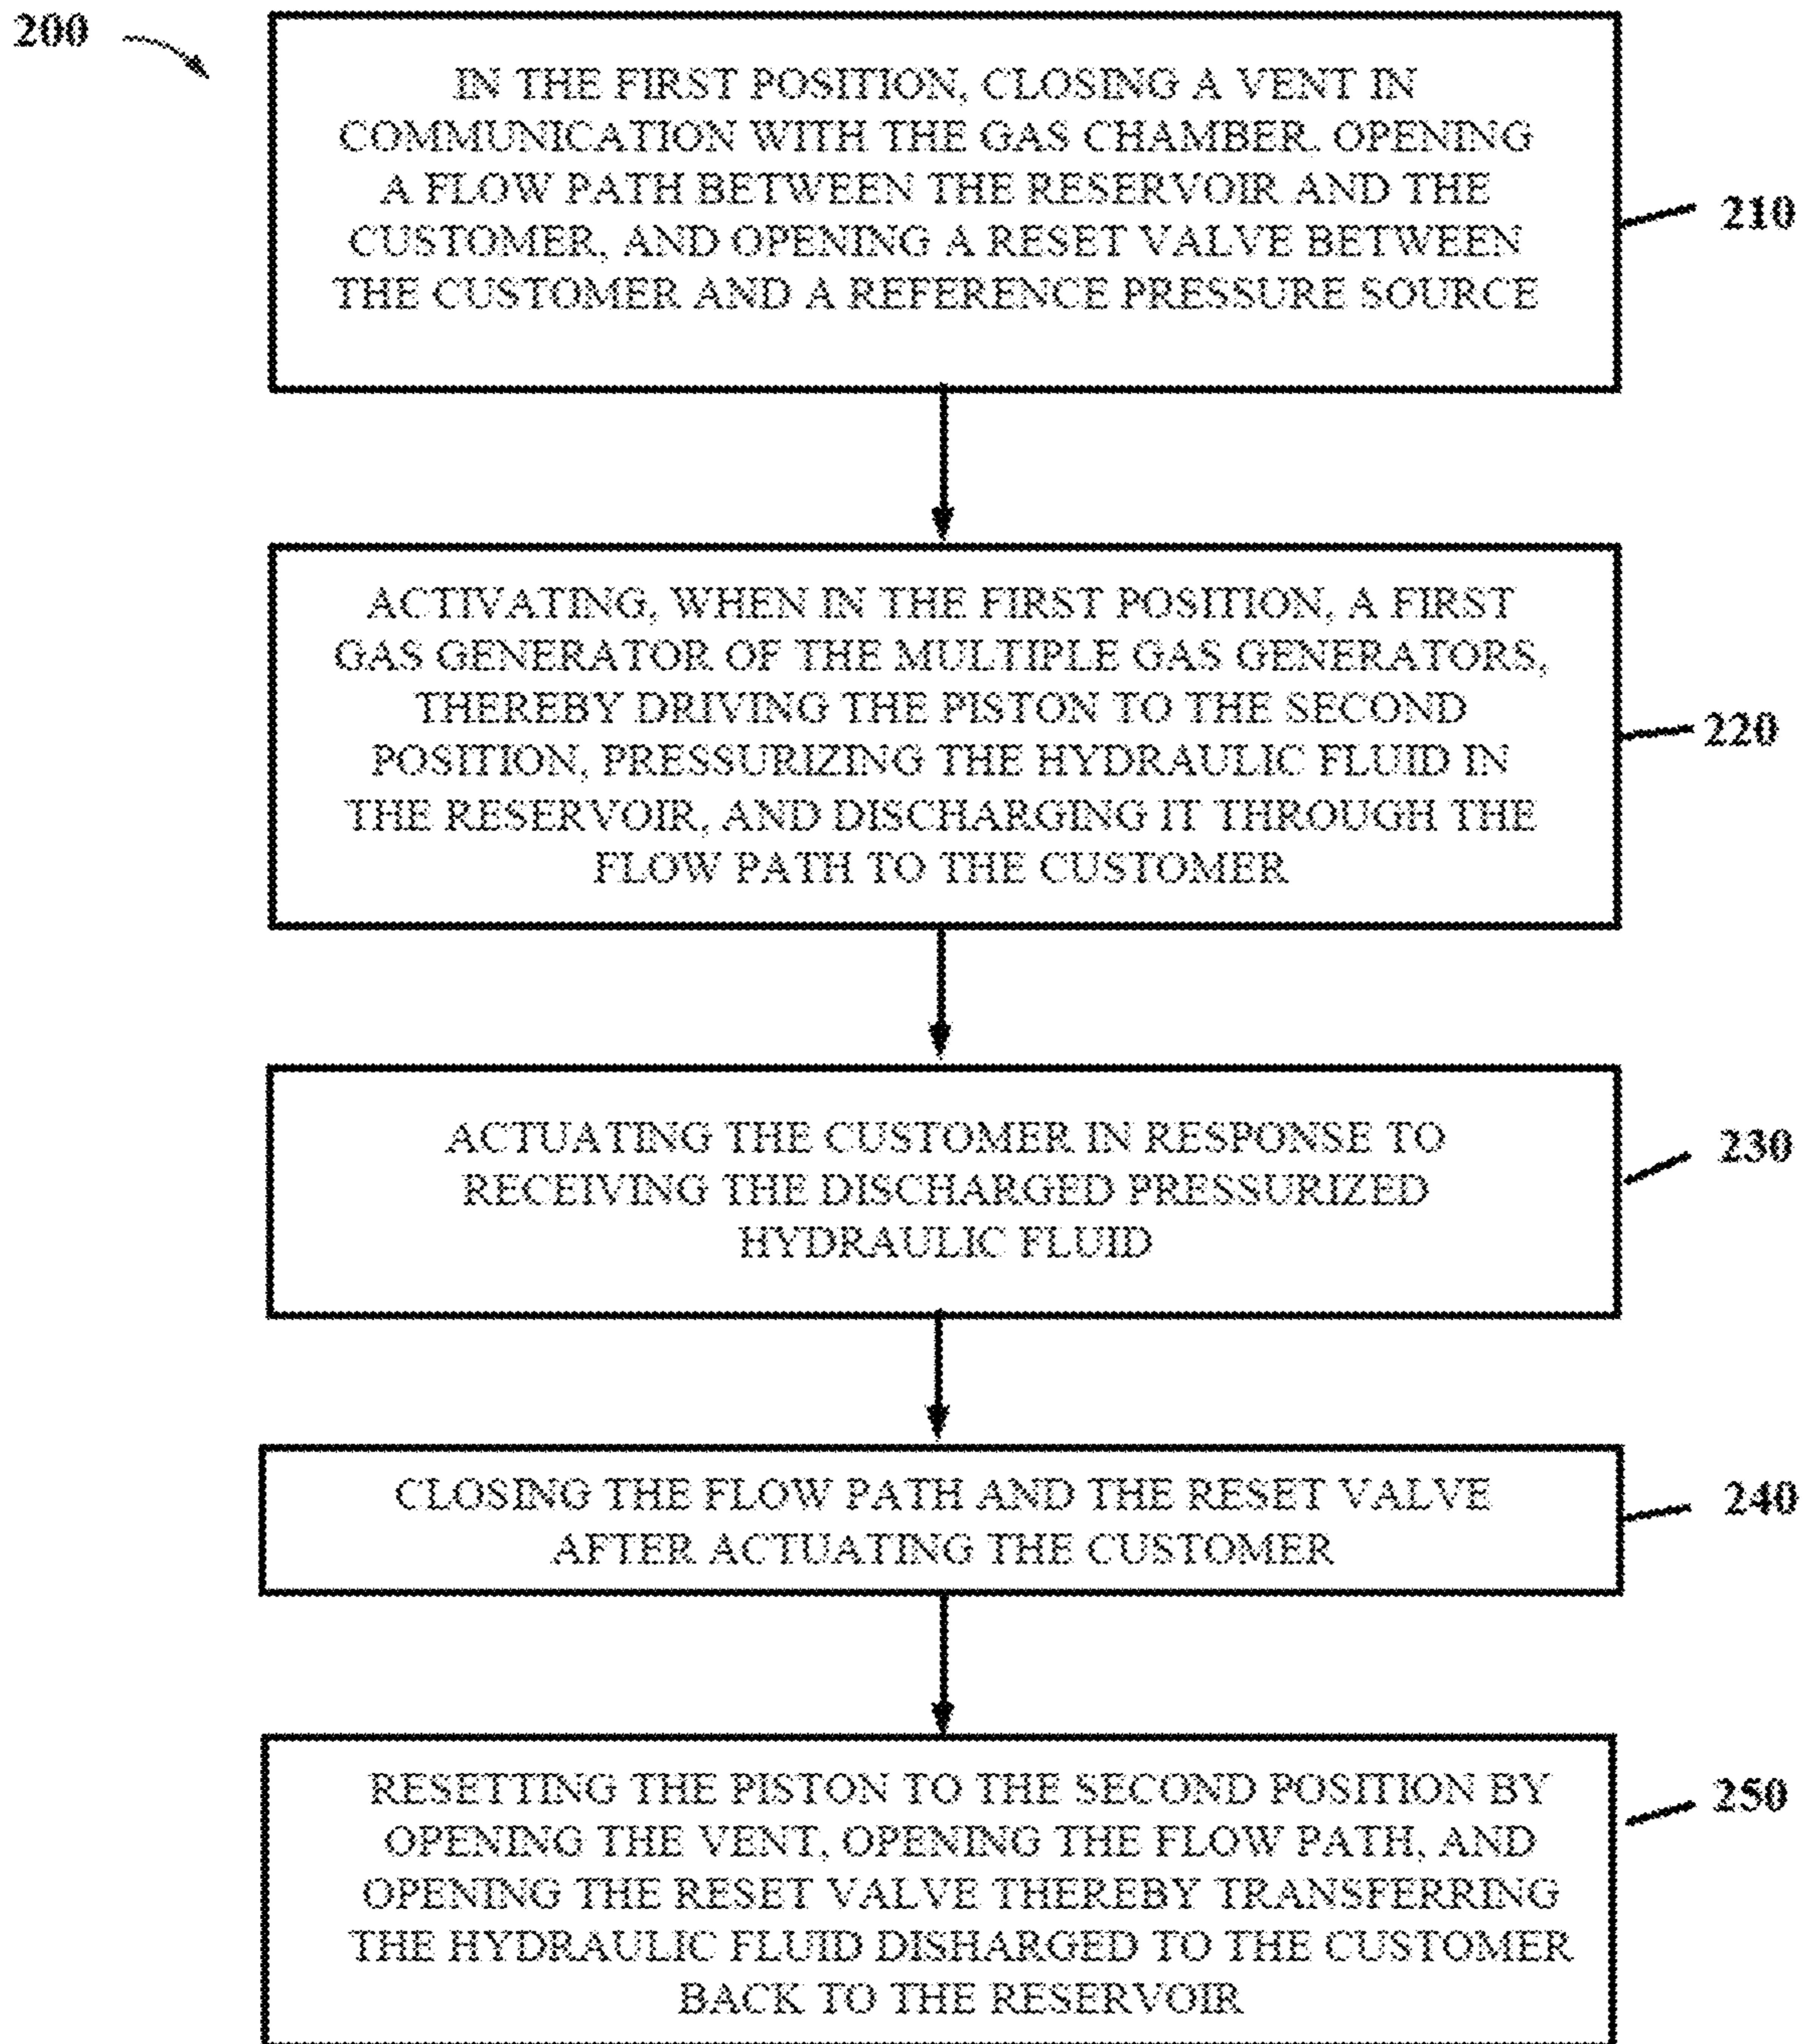 200
IN THE FIRST POSITION, CLOSING A VENT IN
COMMUNICATION WITH THE GAS CHAMBER, OPENING
A FLOW PATH BETWEEN THE RESERVOIR AND THE
CUSTOMER, AND OPENING A RESET VALVE BETWEEN
THE CUSTOMER AND A REFERENCE PRESSURE SOURCE
210
ACTIVATING, WHEN IN THE FIRST POSITION, A FIRST
GAS GENERATOR OF THE MULTIPLE GAS GENERATORS,
THEREBY DRIVING THE PISTON TO THE SECOND
POSITION, PRESSURIZING THE HYDRAULIC FLUID IN
THE RESERVOIR, AND DISCHARGING IT THROUGH THE
FLOW PATH TO THE CUSTOMER
220
ACTUATING THE CUSTOMER IN RESPONSE TO
RECEIVING THE DISCHARGED PRESSURIZED
HYDRAULIC FLUID
230
CLOSING THE FLOW PATH AND THE RESET VALVE
AFTER ACTUATING THE CUSTOMER
240
RESETTING THE PISTON TO THE SECOND POSITION BY
OPENING THE VENT, OPENING THE FLOW PATH, AND
OPENING THE RESET VALVE THEREBY TRANSFERRING
THE HYDRAULIC FLUID DISHARGED TO THE CUSTOMER
BACK TO THE RESERVOIR
250